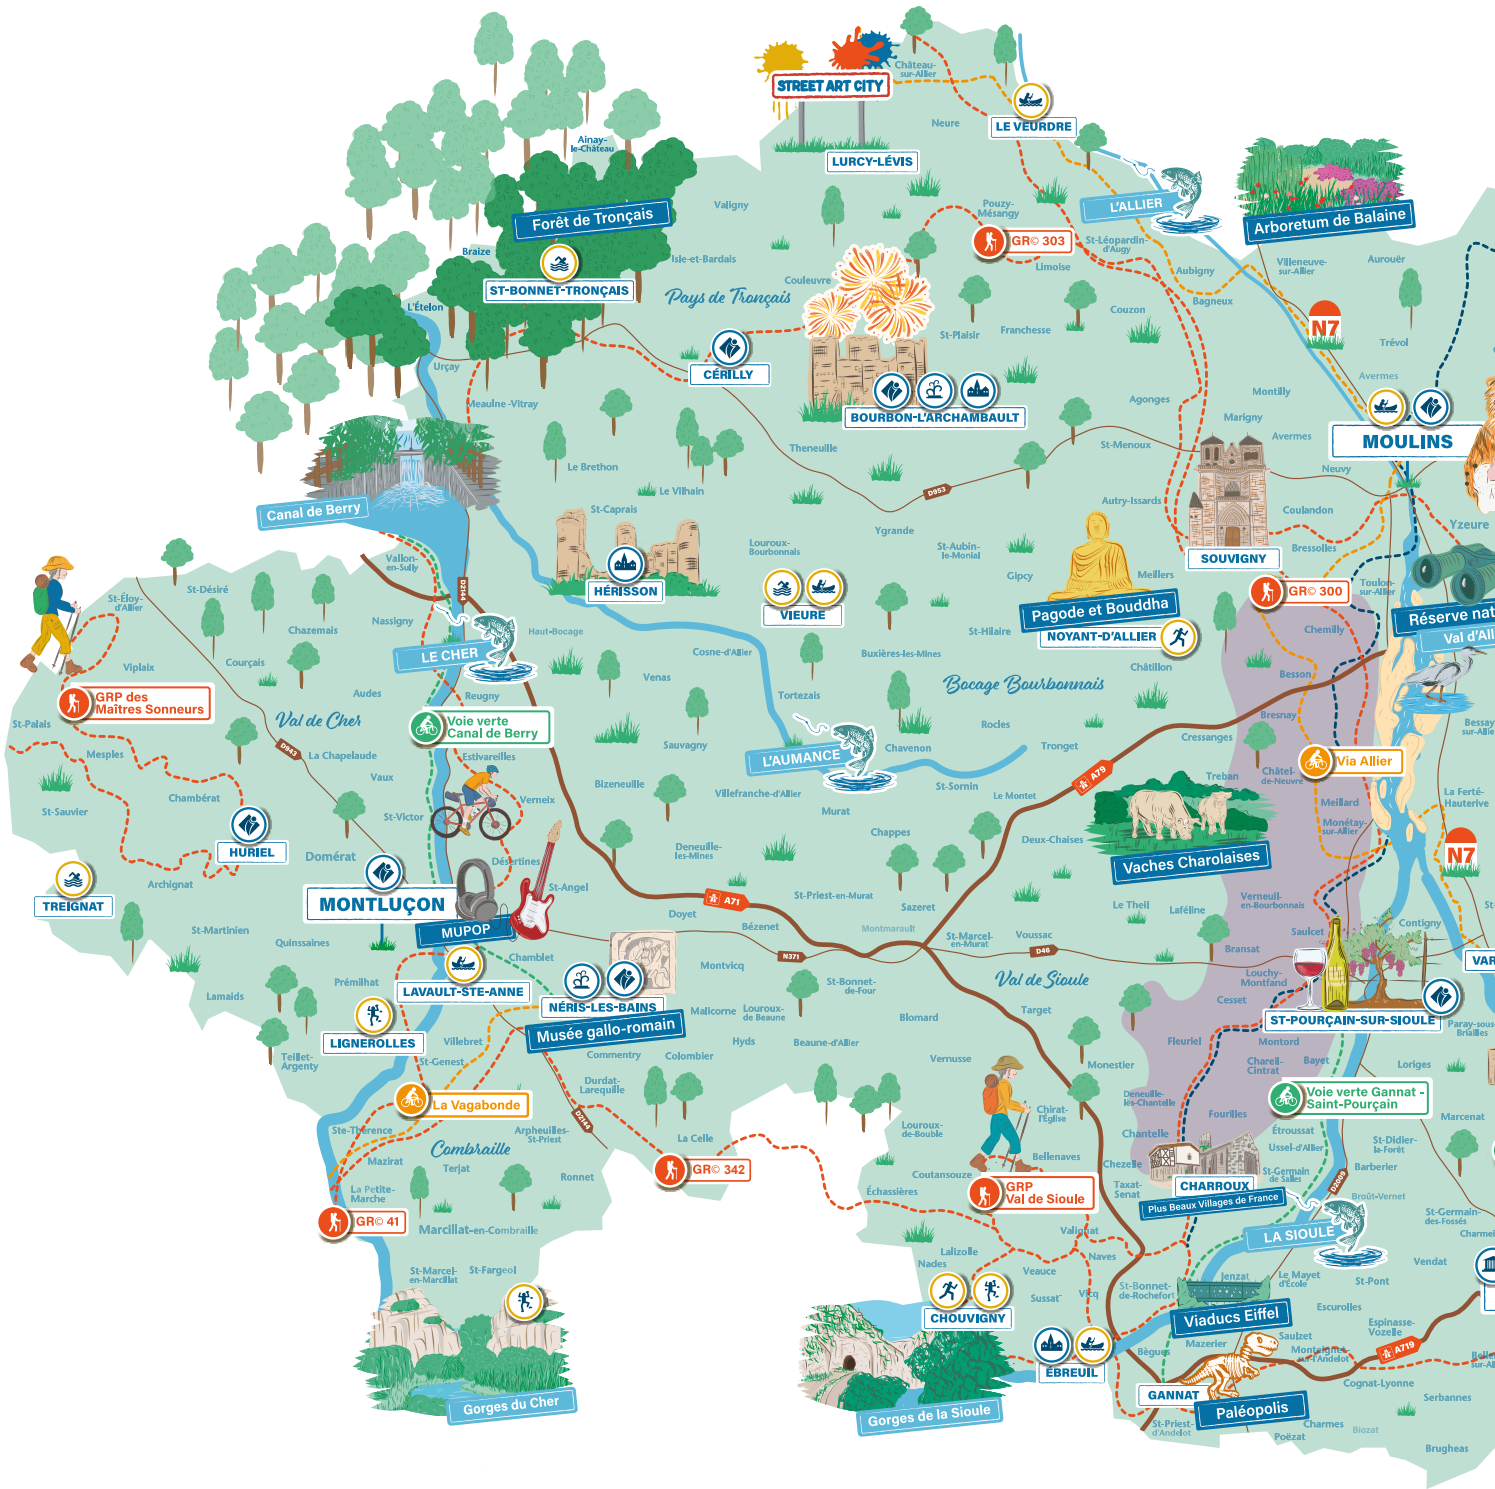 Château-
sur-Allier
STREET ART CITY
Neure
LE VEURDRE
LURCY-LÉVIS
Ainay-
le-Château
Forêt de Tronçais
Valigny
Braize
ST-BONNET-TRONÇAIS
Isle-et-Bardais
L'Ételon
Pays de Tronçais
Couleuvre
Pouzy-
Mésangy
GR© 303
Limoise
St-Léopardin-
d'Augy
L'ALLIER
Arboretum de Balaine
Aubigny
Villeneuve-
sur-Allier
Aurouër
Bagneux
N7
Couzon
Trévol
St-Plaisir
Franchesse
Urçay
CÉRILLY
Avermes
Meaulne -Vitray
BOURBON-L'ARCHAMBAULT
Agonges
Montilly
Marigny
Avermes
MOULINS
Theneuille
St-Menoux
Neuvy
Le Brethon
Le Vilhain
D953
Autry-Issards
Coulandon
Yzeure
Canal de Berry
St-Caprais
Ygrande
Louroux-
Bourbonnais
St-Aubin-
le-Monial
SOUVIGNY
Bressolles
Vallon-
en-Sully
D2144
HÉRISSON
VIEURE
Gipcy
Meillers
GR© 300
Toulon-
sur-Allier
St-Éloy-
d'Allier
St-Désiré
Chazemais
Nassigny
Haut-Bocage
St-Hilaire
Pagode et Bouddha
NOYANT-D'ALLIER
Chemilly
Réserve nat
Val d'Alli
Viplaix
Courçais
LE CHER
Cosne-d'Allier
Buxières-les-Mines
Châtillon
Besson
Audes
Reugny
Venas
Tortezais
Bocage Bourbonnais
GRP des
Maîtres Sonneurs
St-Palais
Val de Cher
Voie verte
Canal de Berry
Rocles
Bresnay
Bessay-
sur-Allier
Mesples
D943
La Chapelaude
Estivareilles
Sauvagny
L'AUMANCE
Chavenon
Tronget
Cressanges
Via Allier
Vaux
Bizeneuille
Villefranche-d'Allier
St-Sornin
Le Montet
A79
Treban
Châtel-
de-Neuvre
Chambérat
St-Sauvier
St-Victor
Verneix
Murat
Meillard
La Ferté-
Hauterive
Monétay-
sur-Allier
HURIEL
Domérat
Désertines
Deneuille-
les-Mines
Chappes
Deux-Chaises
Vaches Charolaises
N7
TREIGNAT
Archignat
MONTLUÇON
St-Angel
A71
St-Priest-en-Murat
Sazeret
Le Theil
Laféline
Verneuil-
en-Bourbonnais
Contigny
MUPOP
Doyet
Bézenet
Montmarault
St-Martinien
Quinssaines
Chamblet
N371
St-Marcel-
en-Murat
Voussac
D46
Bransat
Saulcet
Montvicq
Prémilhat
LAVAULT-STE-ANNE
NÉRIS-LES-BAINS
Musée gallo-romain
St-Bonnet-
de-Four
Val de Sioule
Louchy-
Montfand
VAR
Lamaids
LIGNEROLLES
Malicorne
Louroux-
de-Beaune
Blomard
Target
Cesset
ST-POURÇAIN-SUR-SIOULE
Paray-sous-
Briailles
Teillet-
Argenty
Villebret
St-Genest
Commentry
Colombier
Hyds
Beaune-d'Allier
Vernusse
Monestier
Fleuriel
Montord
Chareil-
Cintrat
Bayet
Loriges
Durdat-
Larequille
La Vagabonde
D2144
Deneuille-
lès-Chantelle
Fourilles
Voie verte Gannat -
Saint-Pourçain
Marcenat
Ste-Thérence
Combraille
Arpheuilles-
St-Priest
La Celle
Louroux-
de-Bouble
Chirat-
l'Église
Chantelle
Étroussat
Ussel-d'Allier
St-Didier-
la-Forêt
Mazirat
Terjat
Ronnet
GR© 342
Bellenaves
Chezelle
St-Germain
de Salles
Barberier
La Petite-
Marche
Coutansouze
Échassières
GRP
Val de Sioule
Taxat-
Senat
CHARROUX
Plus Beaux Villages de France
D2009
Broût-Vernet
GR© 41
Marcillat-en-Combraille
Valignat
LA SIOULE
St-Germain-
des-Fossés
St-Marcel-
en-Marcillat
St-Fargeol
Lalizolle
Nades
Naves
Veauce
Jenzat
Le Mayet
d'École
St-Pont
Vendat
Sussat
Vicq
St-Bonnet-
de-Rochefort
CHOUVIGNY
Viaducs Eiffel
Escurolles
Espinasse-
Vozelle
ÉBREUIL
Bègues
Mazerier
Saulzet
Monteignet-
sur-l'Andelot
A719
Gorges du Cher
Gorges de la Sioule
GANNAT
Paléopolis
Cognat-Lyonne
Serbannes
St-Priest-
d'Andelot
Charmes
Poëzat
Biozat
Brugheas